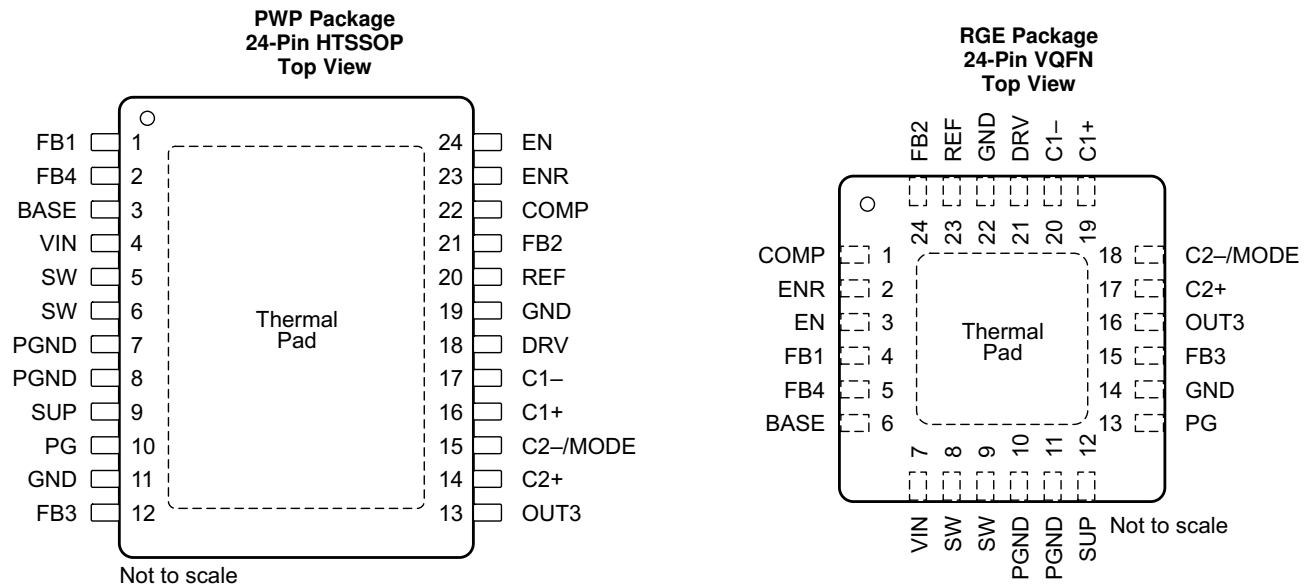 PWP Package
24-Pin HTSSOP
Top View
FB1 1
FB4 2
BASE 3
VIN 4
SW 5
SW 6
PGND 7
PGND 8
SUP 9
PG 10
GND 11
FB3 12
24 EN
23 ENR
22 COMP
21 FB2
20 REF
19 GND
18 DRV
17 C1–
16 C1+
15 C2–/MODE
14 C2+
13 OUT3
Thermal
Pad
Not to scale
RGE Package
24-Pin VQFN
Top View
FB2 REF GND DRV C1– C1+
24 23 22 21 20 19
COMP 1
ENR 2
EN 3
FB1 4
FB4 5
BASE 6
18 C2–/MODE
17 C2+
16 OUT3
15 FB3
14 GND
13 PG
Thermal
Pad
7 8 9 10 11 12
VIN SW SW PGND PGND SUP
Not to scale